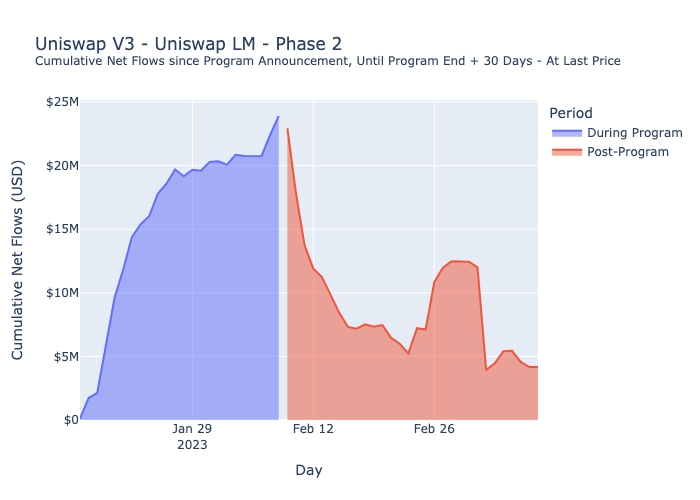 Uniswap V3 - Uniswap LM - Phase 2
Cumulative Net Flows since Program Announcement, Until Program End + 30 Days - At Last Price
Period
During Program
Post-Program
Cumulative Net Flows (USD)
$25M
$20M
$15M
$10M
$5M
$0
Jan 29
2023
Feb 12
Feb 26
Day